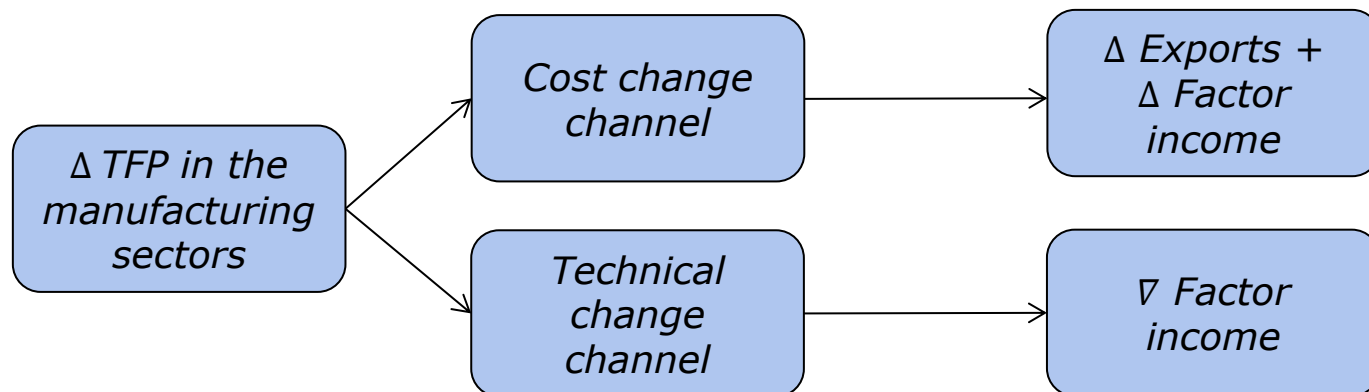 Δ TFP in the
manufacturing
sectors
Cost change
channel
Δ Exports +
Δ Factor
income
Technical
change
channel
∇ Factor
income